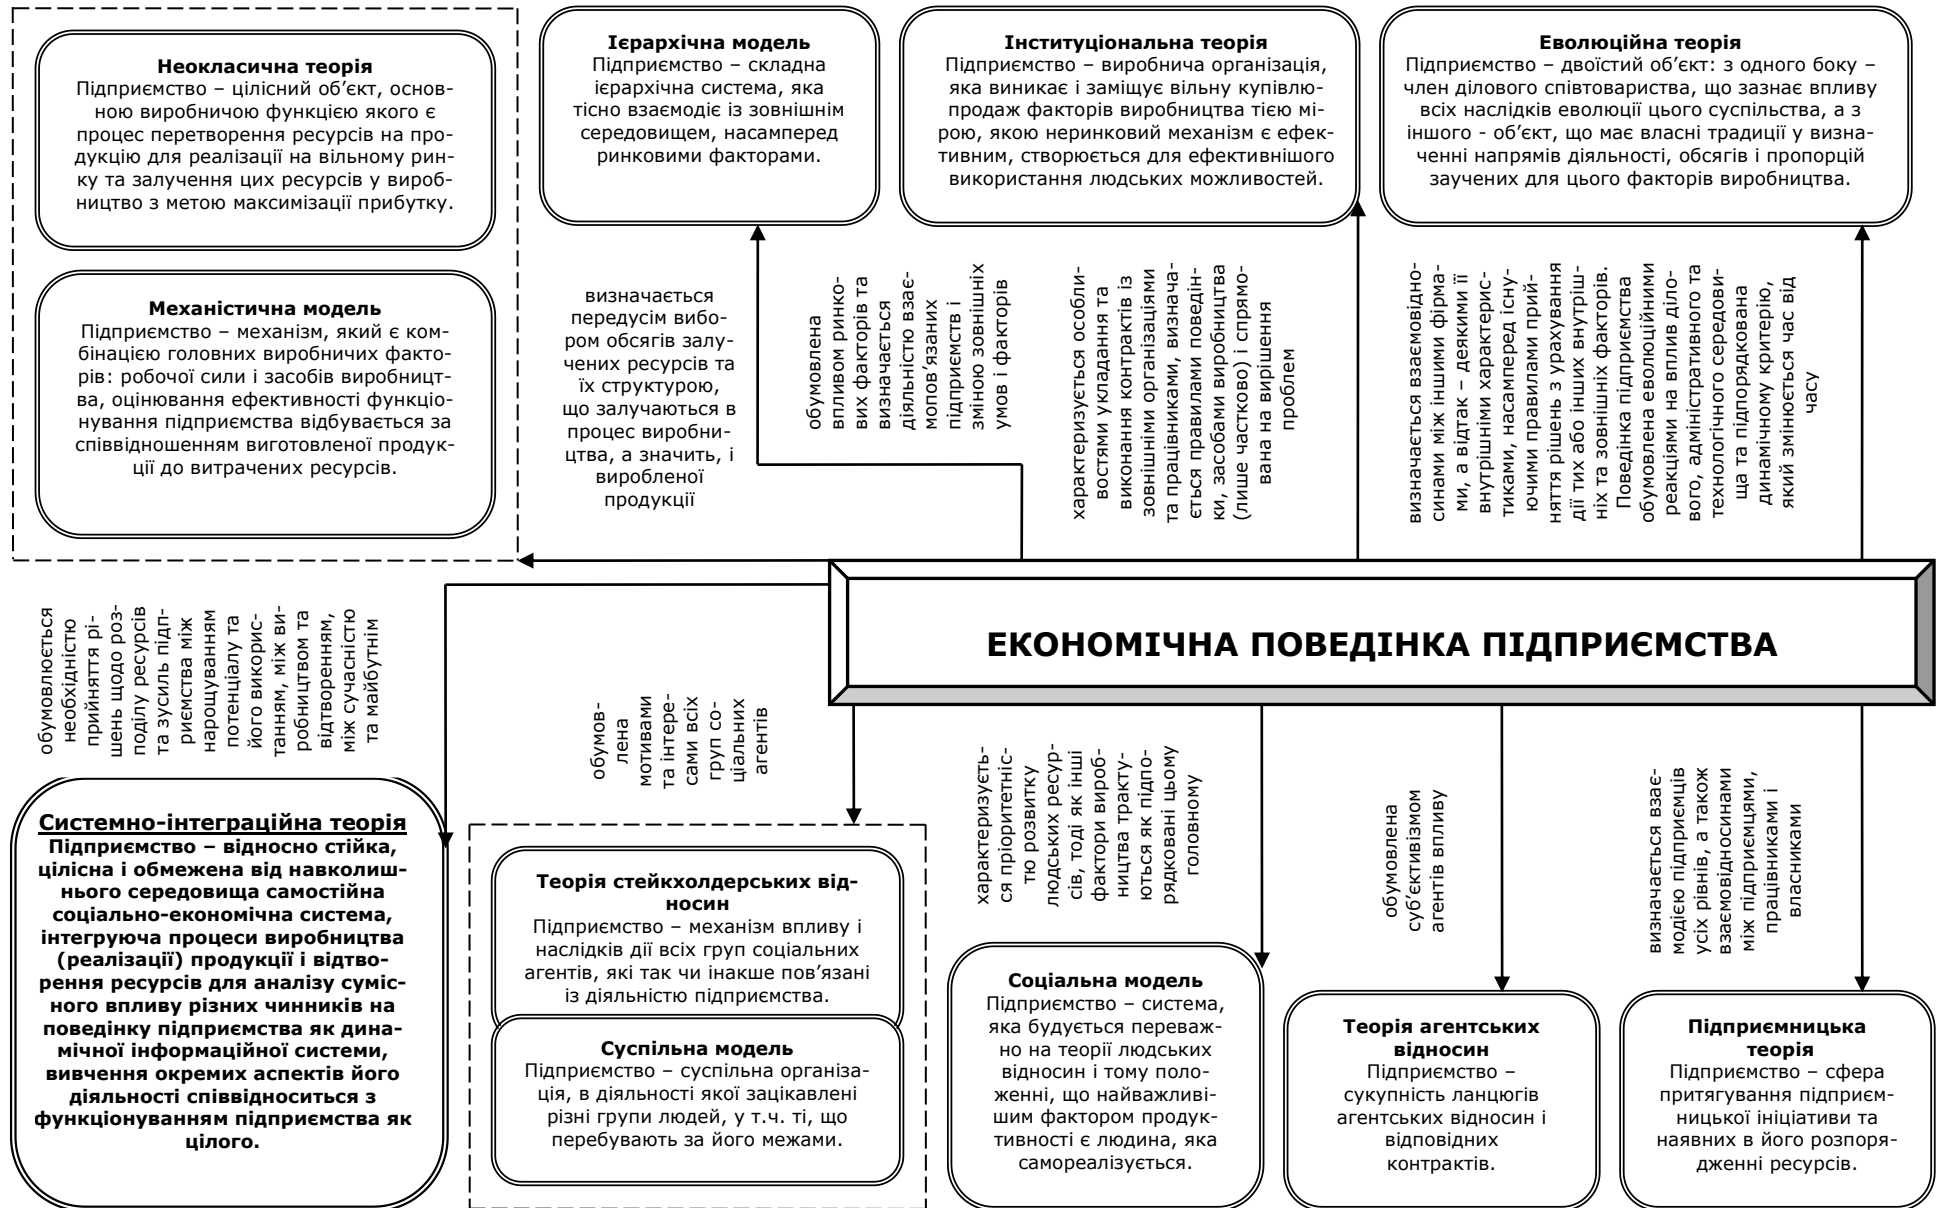 Неокласична теорія
Підприємство – цілісний об’єкт, основ-
ною виробничою функцією якого є
процес перетворення ресурсів на про-
дукцію для реалізації на вільному рин-
ку та залучення цих ресурсів у вироб-
ництво з метою максимізації прибутку.
Механістична модель
Підприємство – механізм, який є ком-
бінацією головних виробничих факто-
рів: робочої сили і засобів виробницт-
ва, оцінювання ефективності функціо-
нування підприємства відбувається за
співвідношенням виготовленої продук-
ції до витрачених ресурсів.
Ієрархічна модель
Підприємство – складна
ієрархічна система, яка
тісно взаємодіє із зовнішнім
середовищем, насамперед
ринковими факторами.
Інституціональна теорія
Підприємство – виробнича організація,
яка виникає і заміщує вільну купівлю-
продаж факторів виробництва тією мі-
рою, якою неринковий механізм є ефек-
тивним, створюється для ефективнішого
використання людських можливостей.
Еволюційна теорія
Підприємство – двоїстий об’єкт: з одного боку –
член ділового співтовариства, що зазнає впливу
всіх наслідків еволюції цього суспільства, а з
іншого - об’єкт, що має власні традиції у визна-
ченні напрямів діяльності, обсягів і пропорцій
заучених для цього факторів виробництва.
визначається
передусім вибо-
ром обсягів залу-
чених ресурсів та
їх структурою,
що залучаються в
процес виробни-
цтва, а значить, і
виробленої
продукції
обумовлена
впливом ринко-
вих факторів та
визначається
діяльністю взає-
мопов’язаних
підприємств і
зміною зовнішніх
умов і факторів
характеризується особли-
востями укладання та
виконання контрактів із
зовнішніми організаціями
та працівниками, визнача-
ється правилами поведін-
ки, засобами виробництва
(лише частково) і спрямо-
вана на вирішення
проблем
визначається взаємовідно-
синами між іншими фірма-
ми, а відтак – деякими її
внутрішніми характерис-
тиками, насамперед існу-
ючими правилами прий-
няття рішень з урахування
дії тих або інших внутріш-
ніх та зовнішніх факторів.
Поведінка підприємства
обумовлена еволюційними
реакціями на вплив діло-
вого, адміністративного та
технологічного середови-
ща та підпорядкована
динамічному критерію,
який змінюється час від
часу
ЕКОНОМІЧНА ПОВЕДІНКА ПІДПРИЄМСТВА
обумовлюється
необхідністю
прийняття рі-
шень щодо роз-
поділу ресурсів
та зусиль підп-
риємства між
нарощуванням
потенціалу та
його викорис-
танням, між ви-
робництвом та
відтворенням,
між сучасністю
та майбутнім
обумов-
лена
мотивами
та інтере-
сами всіх
груп со-
ціальних
агентів
характеризуєть-
ся пріоритетніс-
тю розвитку
людських ресур-
сів, тоді як інші
фактори вироб-
ництва тракту-
ються як підпо-
рядковані цьому
головному
обумовлена
суб’єктивізмом
агентів впливу
визначається взає-
модією підприємців
усіх рівнів, а також
взаємовідносинами
між підприємцями,
працівниками і
власниками
Системно-інтеграційна теорія
Підприємство – відносно стійка,
цілісна і обмежена від навколиш-
нього середовища самостійна
соціально-економічна система,
інтегруюча процеси виробництва
(реалізації) продукції і відтво-
рення ресурсів для аналізу суміс-
ного впливу різних чинників на
поведінку підприємства як дина-
мічної інформаційної системи,
вивчення окремих аспектів його
діяльності співвідноситься з
функціонуванням підприємства як
цілого.
Теорія стейкхолдерських від-
носин
Підприємство – механізм впливу і
наслідків дії всіх груп соціальних
агентів, які так чи інакше пов’язані
із діяльністю підприємства.
Суспільна модель
Підприємство – суспільна організа-
ція, в діяльності якої зацікавлені
різні групи людей, у т.ч. ті, що
перебувають за його межами.
Соціальна модель
Підприємство – система,
яка будується переваж-
но на теорії людських
відносин і тому поло-
женні, що найважливі-
шим фактором продук-
тивності є людина, яка
самореалізується.
Теорія агентських
відносин
Підприємство –
сукупність ланцюгів
агентських відносин і
відповідних
контрактів.
Підприємницька
теорія
Підприємство – сфера
притягування підприєм-
ницької ініціативи та
наявних в його розпоря-
дженні ресурсів.